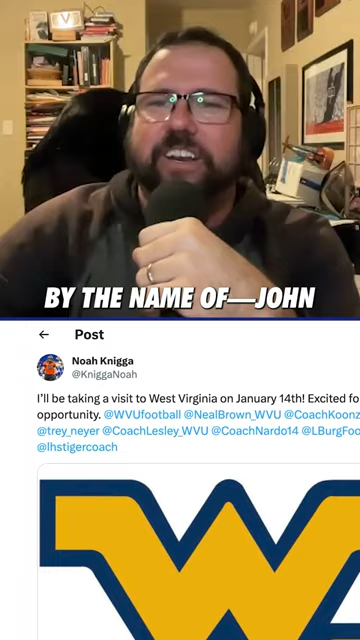 BY THE NAME OF—JOHN
← Post
Noah Knigga
@KniggaNoah
I'll be taking a visit to West Virginia on January 14th! Excited fo
opportunity. @WVUfootball @NealBrown_WVU @CoachKoonz
@trey_neyer @CoachLesley_WVU @CoachNardo14 @LBurgFoo
@lhstigercoach